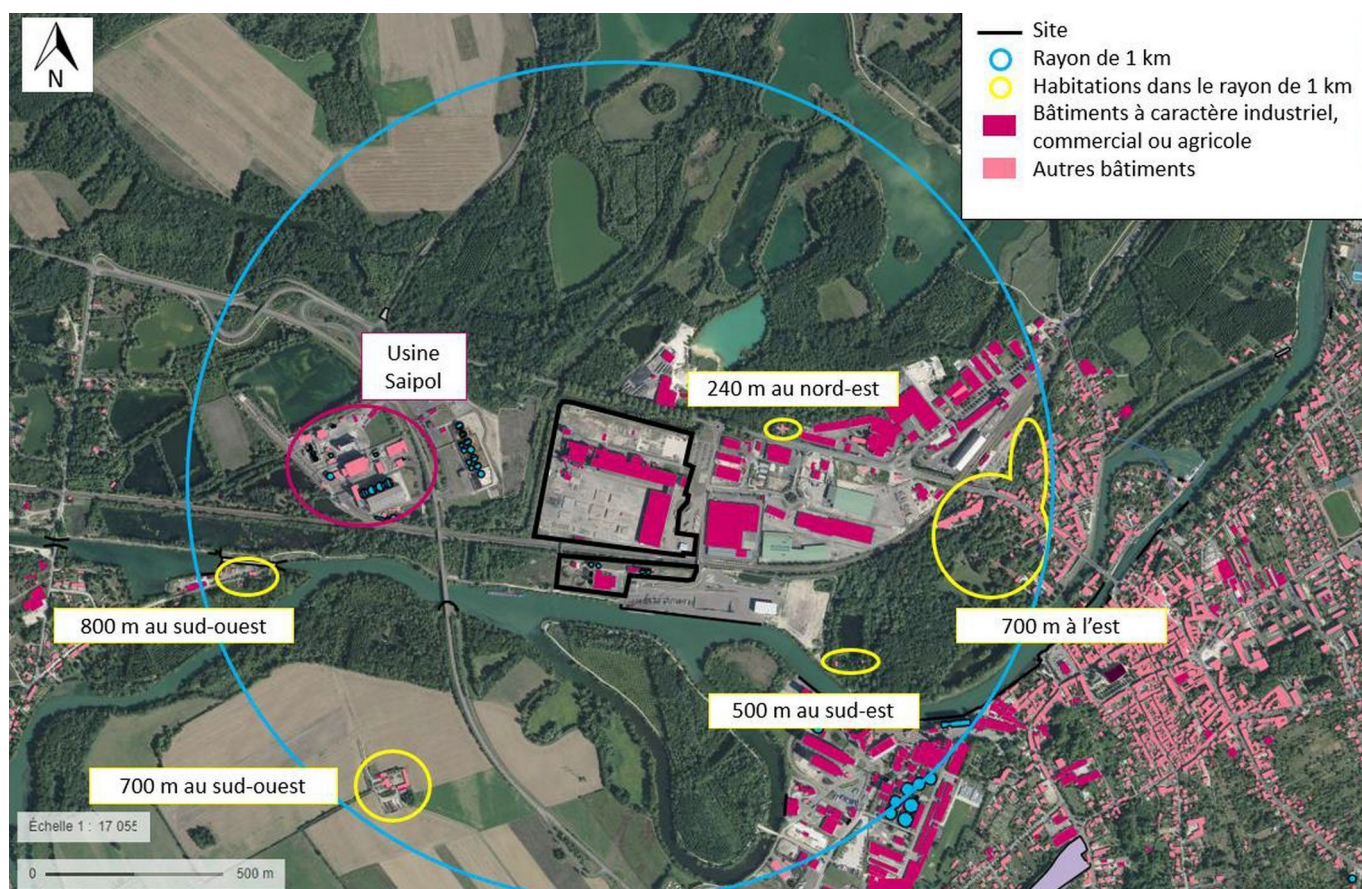 N
Site
Rayon de 1 km
Habitations dans le rayon de 1 km
Bâtiments à caractère industriel,
commercial ou agricole
Autres bâtiments
Usine
Saipol
240 m au nord-est
800 m au sud-ouest
700 m à l'est
500 m au sud-est
700 m au sud-ouest
Échelle 1 : 17 055
0 500 m